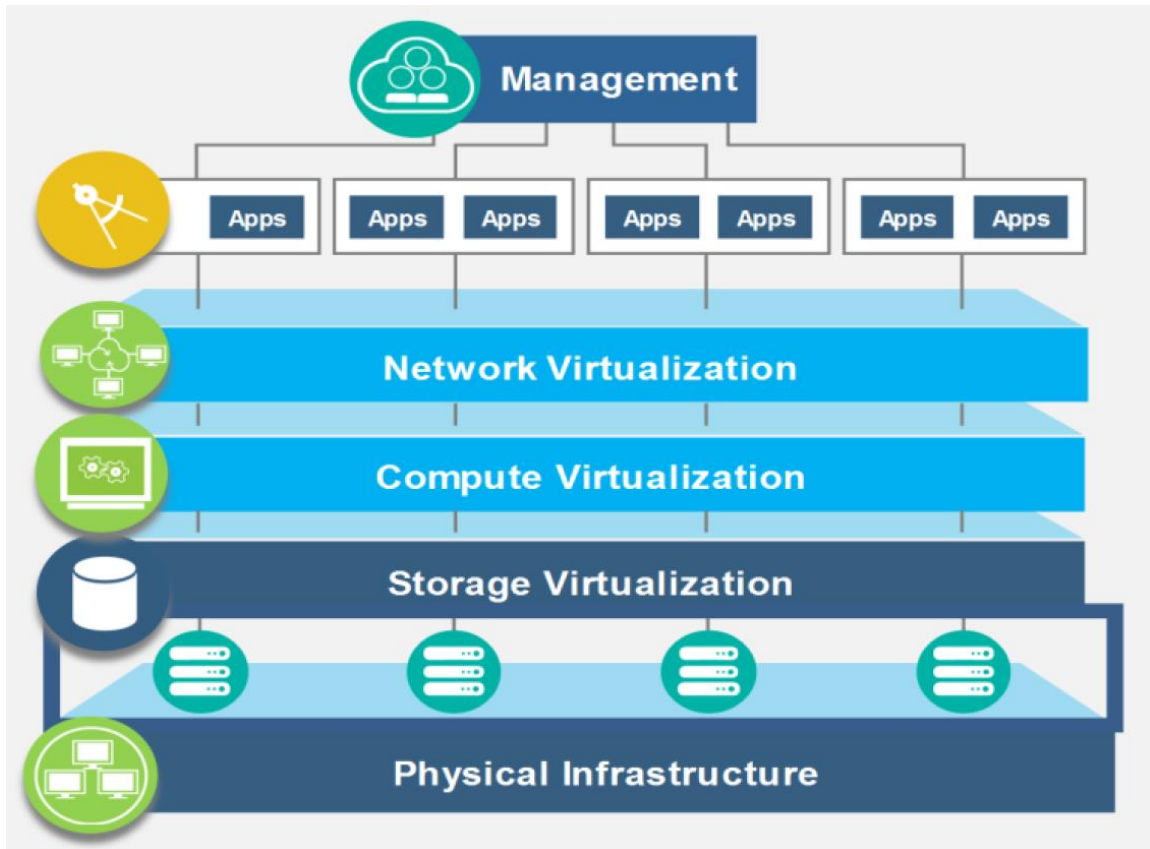 Management
Apps
Apps Apps
Apps Apps
Apps Apps
Network Virtualization
Compute Virtualization
Storage Virtualization
Physical Infrastructure